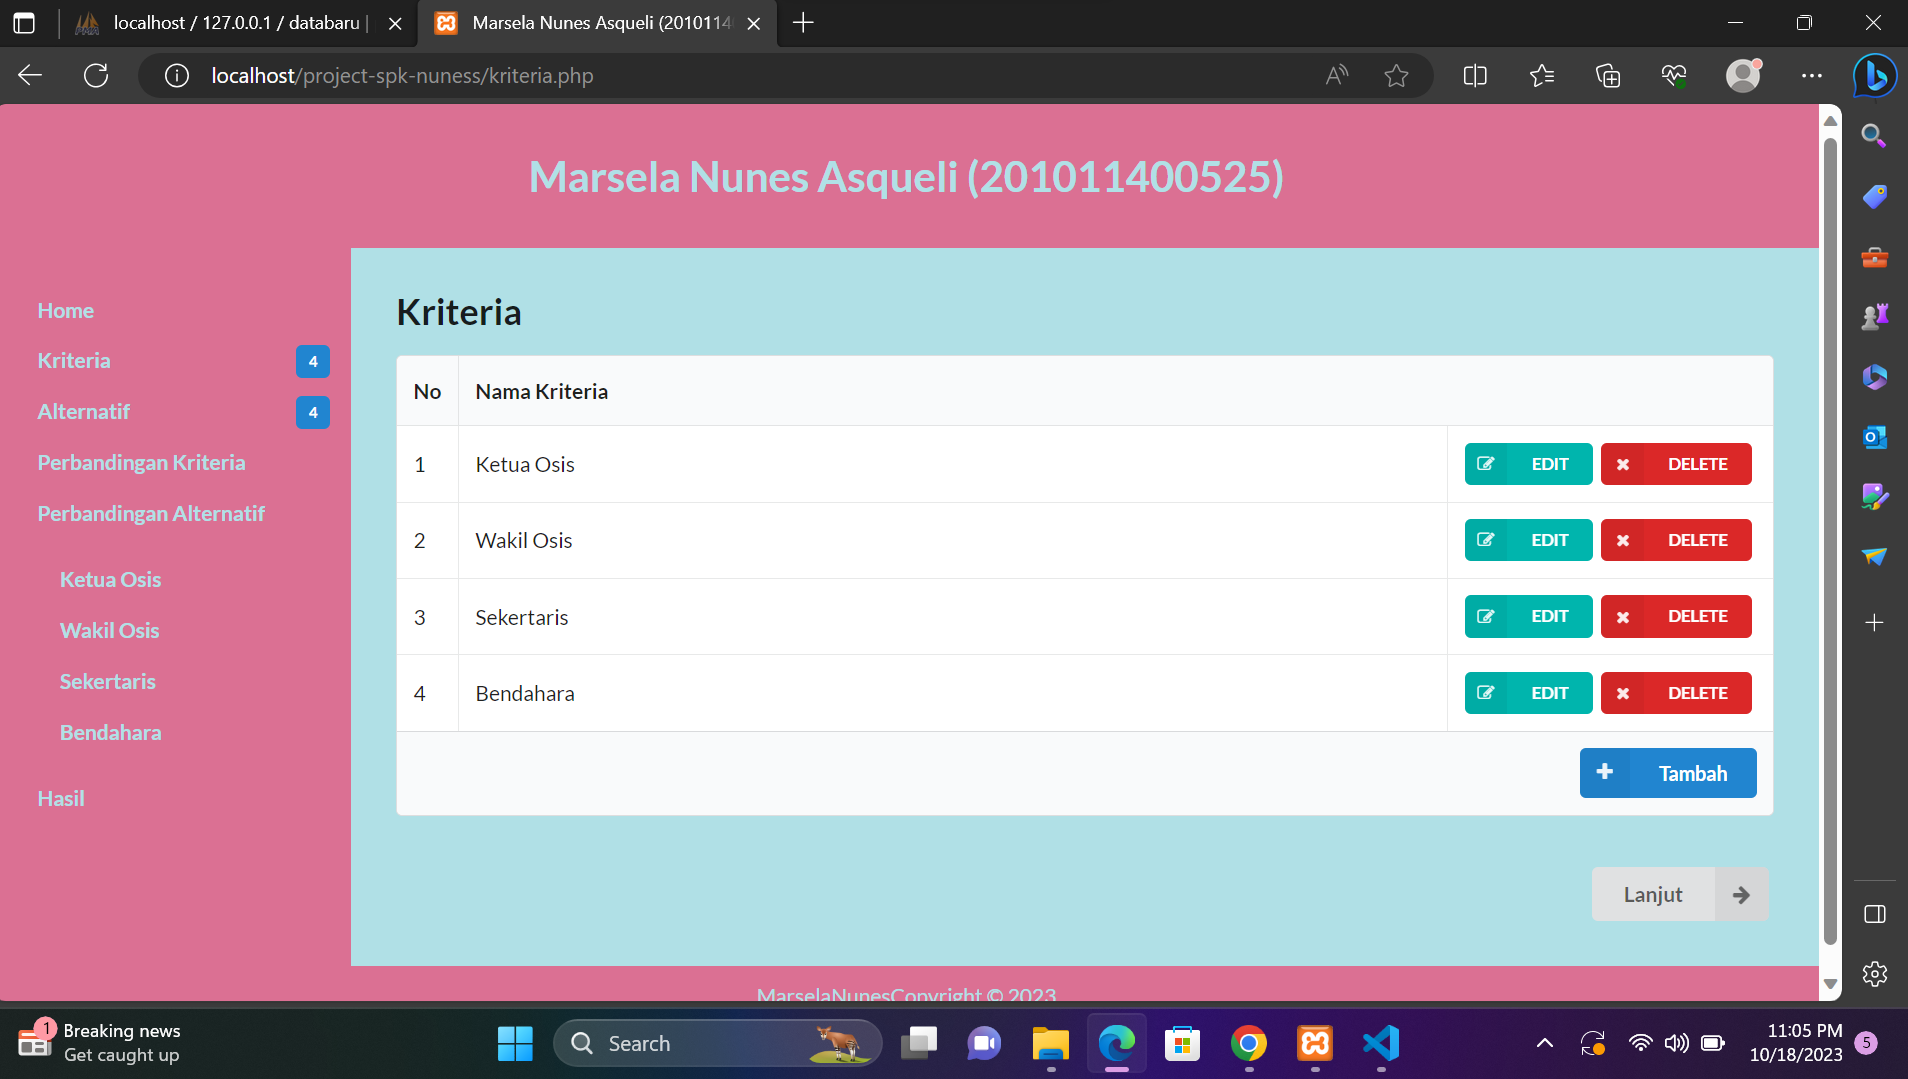 localhost / 127.0.0.1 / databaru |
Marsela Nunes Asqueli (2010114
localhost/project-spk-nuness/kriteria.php
Marsela Nunes Asqueli (201011400525)
Home
Kriteria 4
Alternatif 4
Perbandingan Kriteria
Perbandingan Alternatif
Ketua Osis
Wakil Osis
Sekertaris
Bendahara
Hasil
Kriteria
No Nama Kriteria
1 Ketua Osis EDIT DELETE
2 Wakil Osis EDIT DELETE
3 Sekertaris EDIT DELETE
4 Bendahara EDIT DELETE
Tambah
Lanjut
MarselaNunesCopyright © 2023
1
Breaking news
Get caught up
Search
11:05 PM
10/18/2023
5